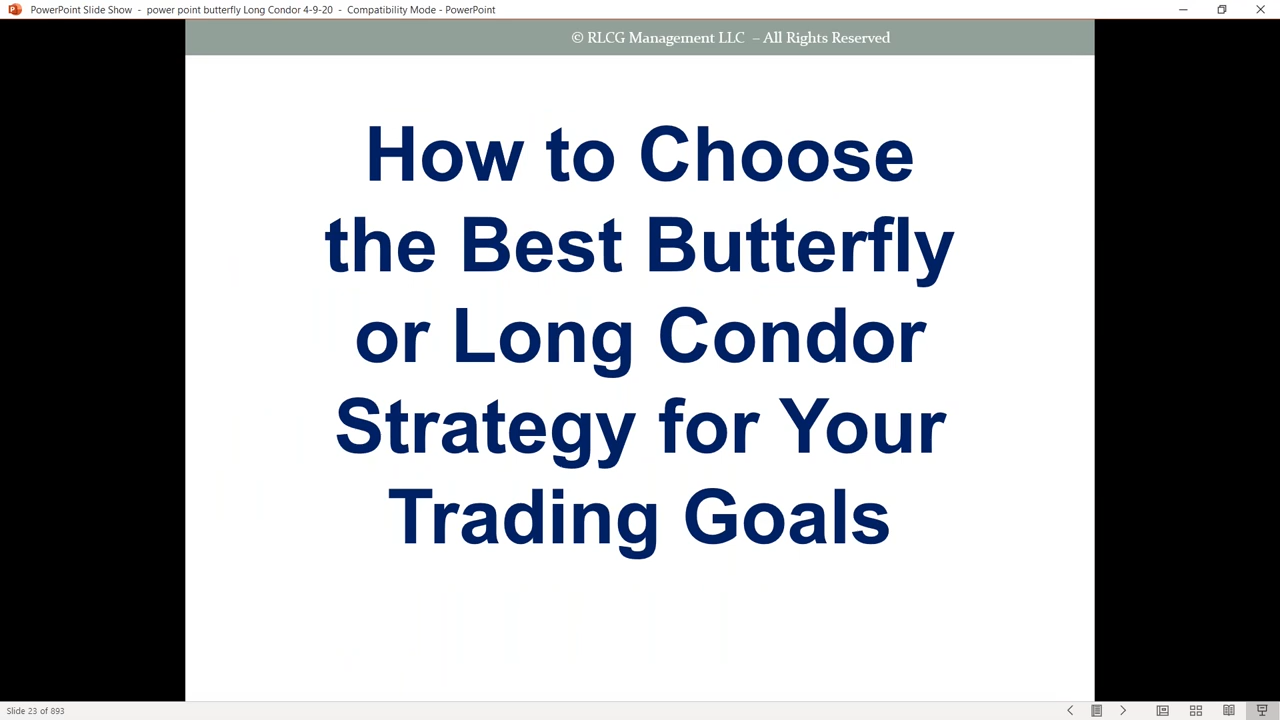 PowerPoint Slide Show - power point butterfly Long Condor 4-9-20 - Compatibility Mode - PowerPoint
© RLCG Management LLC – All Rights Reserved
How to Choose
the Best Butterfly
or Long Condor
Strategy for Your
Trading Goals
Slide 23 of 893